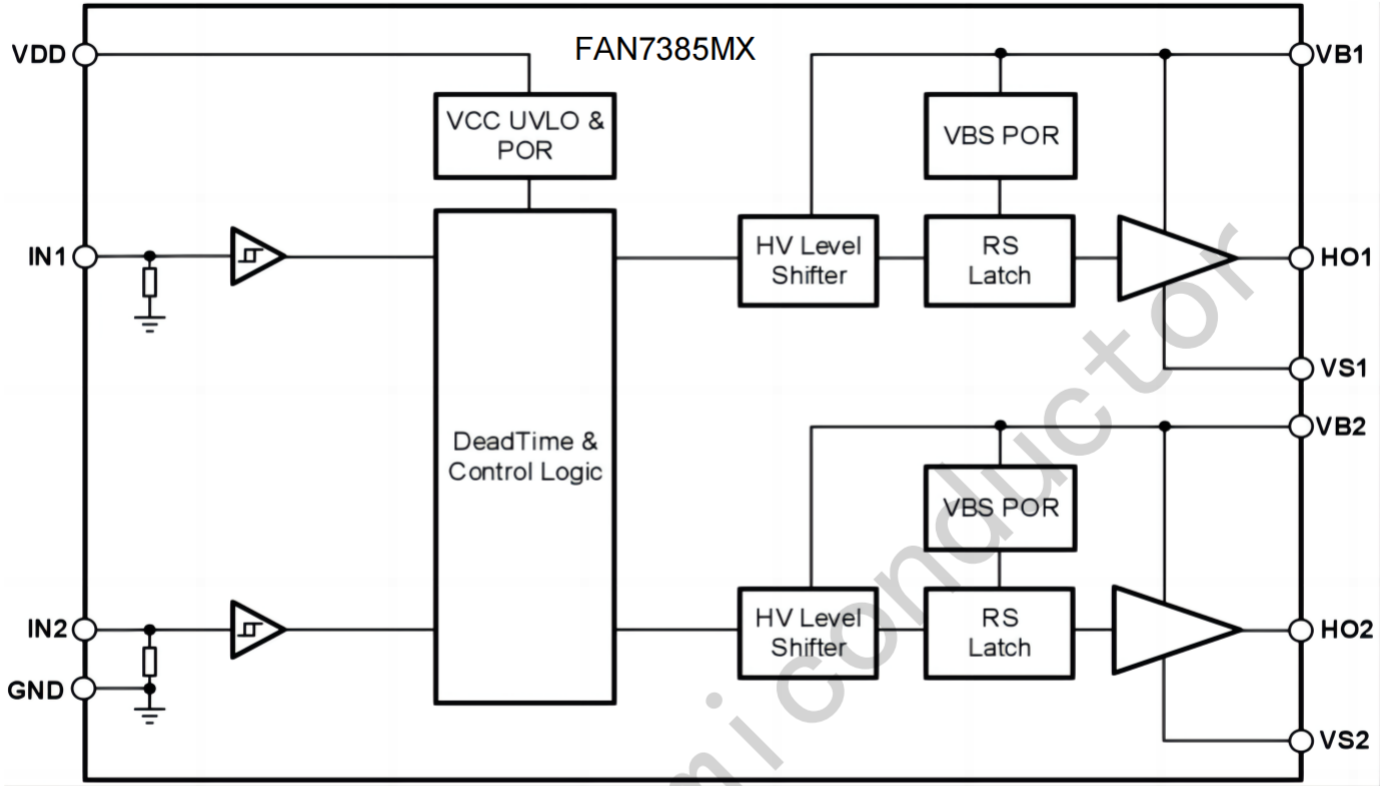 FAN7385MX
VDD
VB1
VCC UVLO &
POR
VBS POR
IN1
HV Level
Shifter
RS
Latch
HO1
VS1
VB2
DeadTime &
Control Logic
VBS POR
IN2
HV Level
Shifter
RS
Latch
HO2
GND
VS2
miconductor